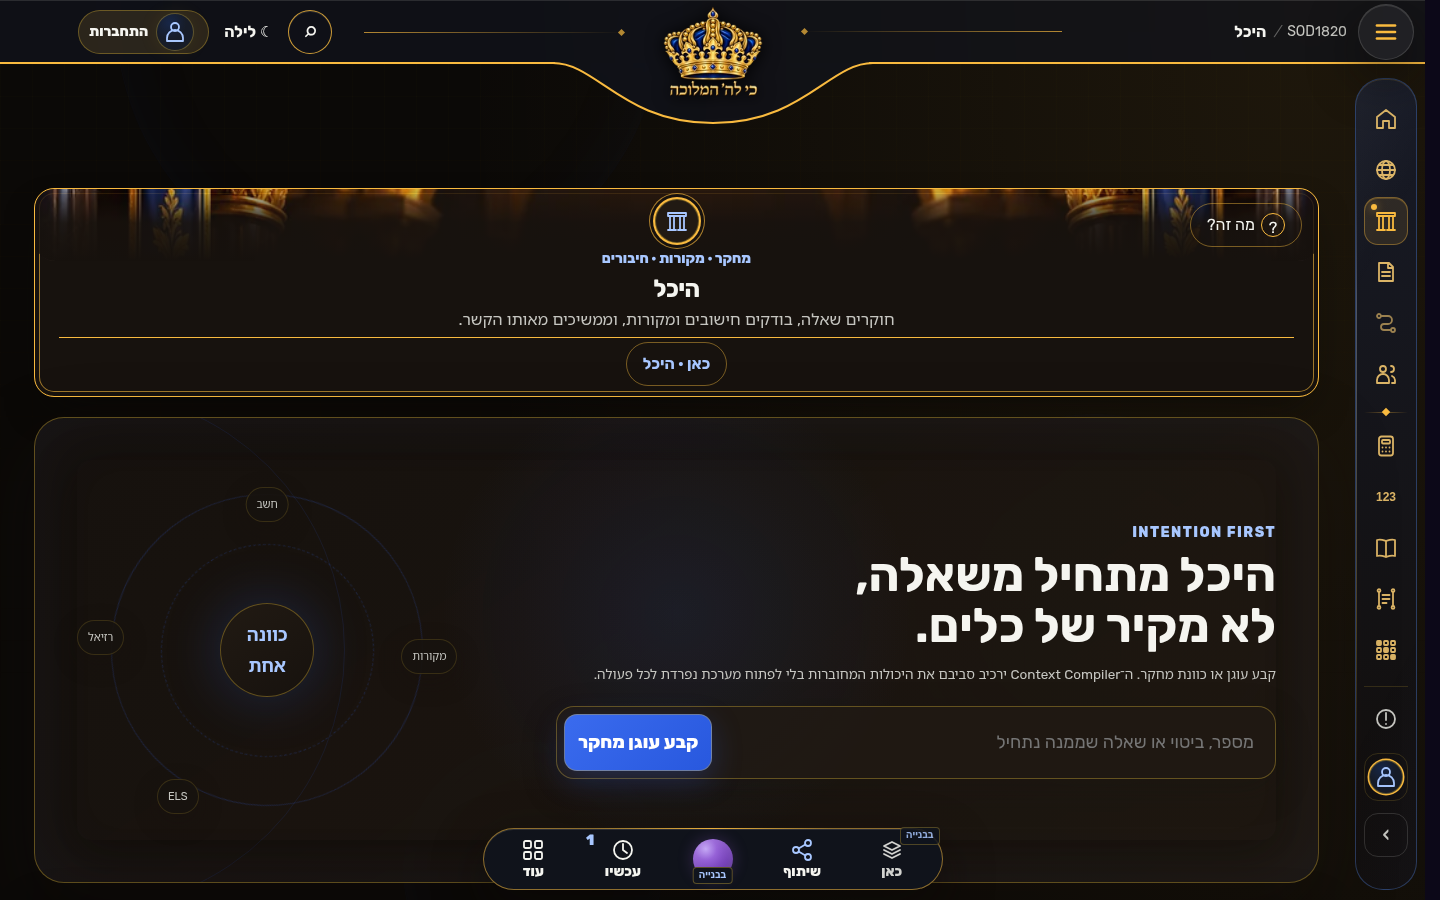 SOD1820 / היכל
כי לה' המלוכה
לילה
התחברות
מה זה?
?
מחקר • מקורות • חיבורים
היכל
חוקרים שאלה, בודקים חישובים ומקורות, וממשיכים מאותו הקשר.
כאן • היכל
123
INTENTION FIRST
היכל מתחיל משאלה,
לא מקיר של כלים.
קבע עוגן או כוונת מחקר. ה־Context Compiler ירכיב סביבם את היכולות המחוברות בלי לפתוח מערכת נפרדת לכל פעולה.
מספר, ביטוי או שאלה שממנה נתחיל
קבע עוגן מחקר
חשב
מקורות
כוונה
אחת
רזיאל
ELS
בבנייה
כאן
שיתוף
בבנייה
1
עכשיו
עוד